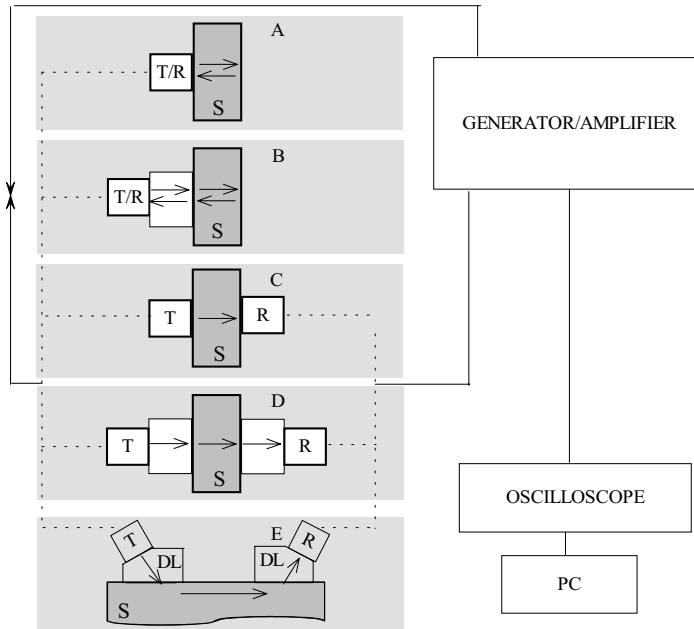 A
T/R
S
GENERATOR/AMPLIFIER
B
T/R
S
C
T
R
S
D
T
R
S
OSCILLOSCOPE
E
T
R
DL
DL
S
PC